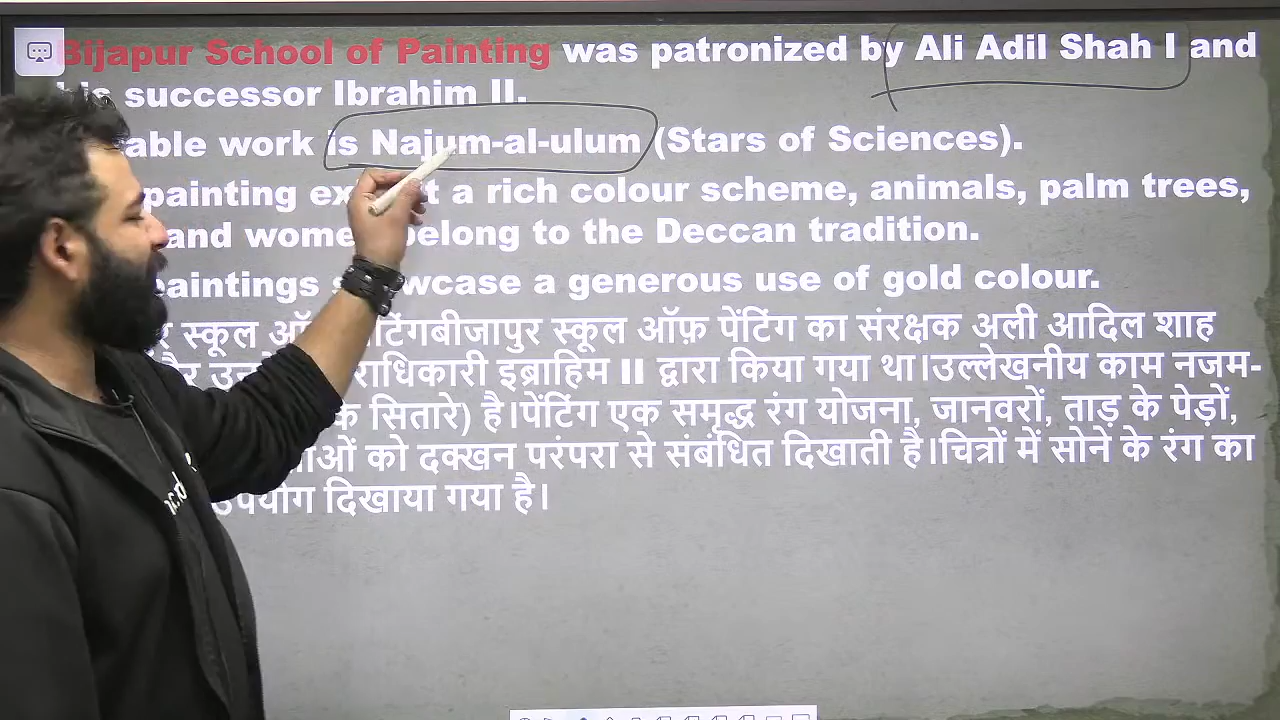 Bijapur School of Painting was patronized by Ali Adil Shah I and
his successor Ibrahim II.
able work is Najum-al-ulum (Stars of Sciences).
painting ex t a rich colour scheme, animals, palm trees,
and wome belong to the Deccan tradition.
paintings s wcase a generous use of gold colour.
र स्कूल ऑ पेंटिंगबीजापुर स्कूल ऑफ़ पेंटिंग का संरक्षक अली आदिल शाह
राधिकारी इब्राहिम II द्वारा किया गया था।उल्लेखनीय काम नजम-
के सितारे) है।पेंटिंग एक समृद्ध रंग योजना, जानवरों, ताड़ के पेड़ों,
ओं को दक्खन परंपरा से संबंधित दिखाती है।चित्रों में सोने के रंग का
उपयोग दिखाया गया है।